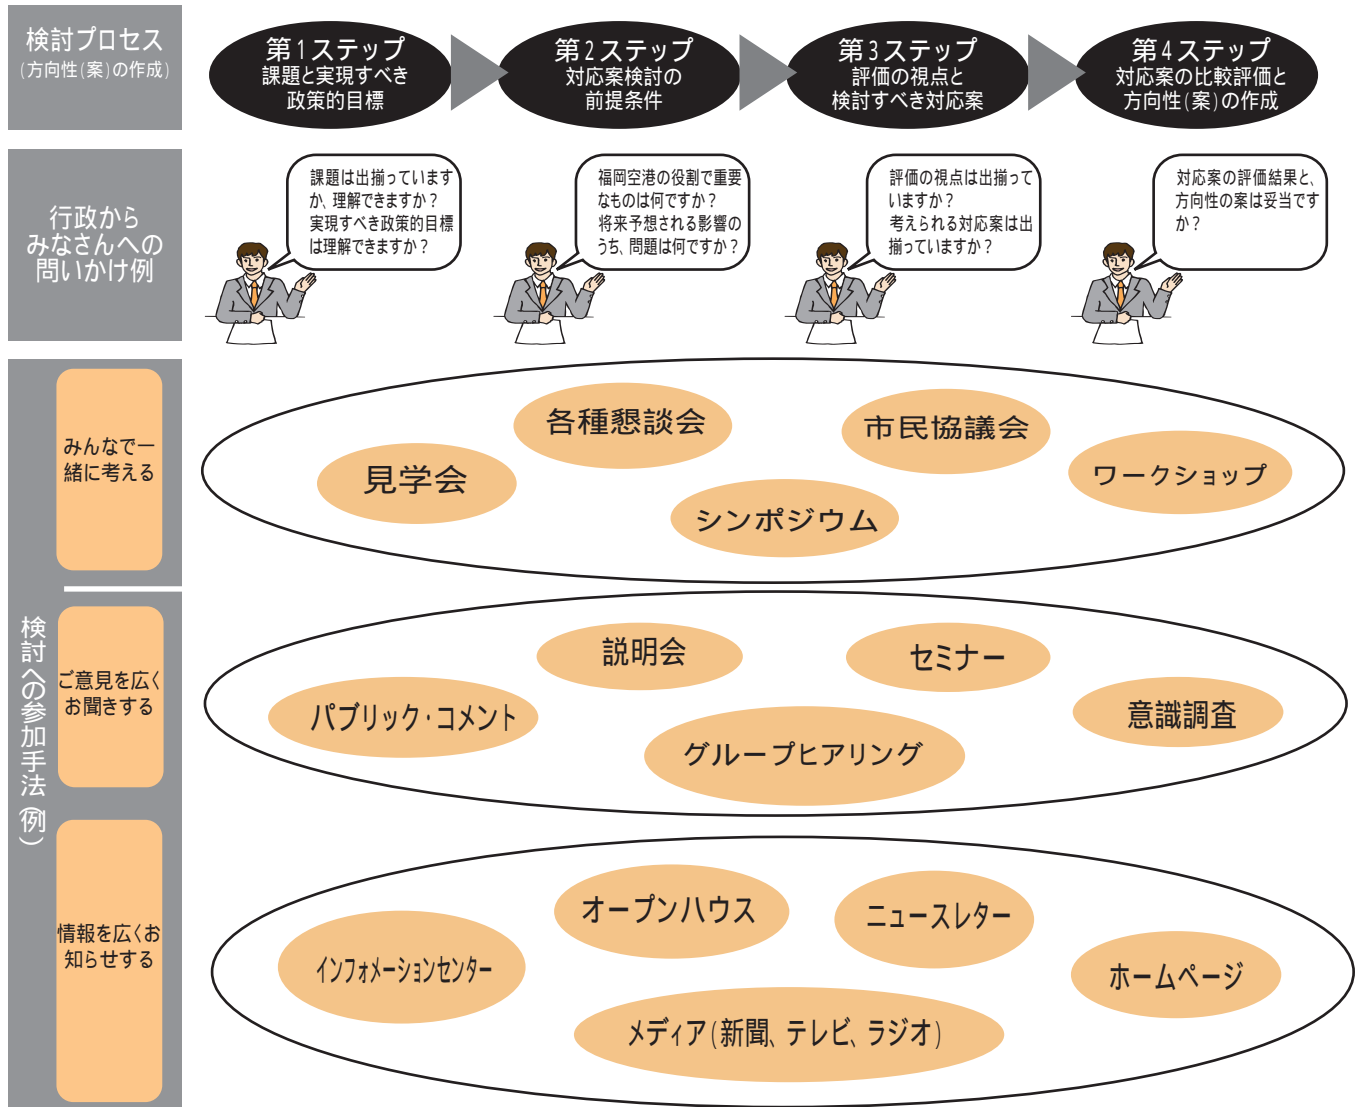 検討プロセス
(方向性(案)の作成)
第1ステップ
課題と実現すべき
政策的目標
第2ステップ
対応案検討の
前提条件
第3ステップ
評価の視点と
検討すべき対応案
第4ステップ
対応案の比較評価と
方向性(案)の作成
行政から
みなさんへの
問いかけ例
課題は出揃っています
か、理解できますか?
実現すべき政策的目標
は理解できますか?
福岡空港の役割で重要
なものは何ですか?
将来予想される影響の
うち、問題は何ですか?
評価の視点は出揃って
いますか?
考えられる対応案は出
揃っていますか?
対応案の評価結果と、
方向性の案は妥当です
か?
検討への参加手法(例)
みんなで一
緒に考える
各種懇談会
市民協議会
見学会
ワークショップ
シンポジウム
ご意見を広く
お聞きする
説明会
セミナー
パブリック・コメント
意識調査
グループヒアリング
情報を広くお
知らせする
オープンハウス
ニュースレター
インフォメーションセンター
ホームページ
メディア(新聞、テレビ、ラジオ)